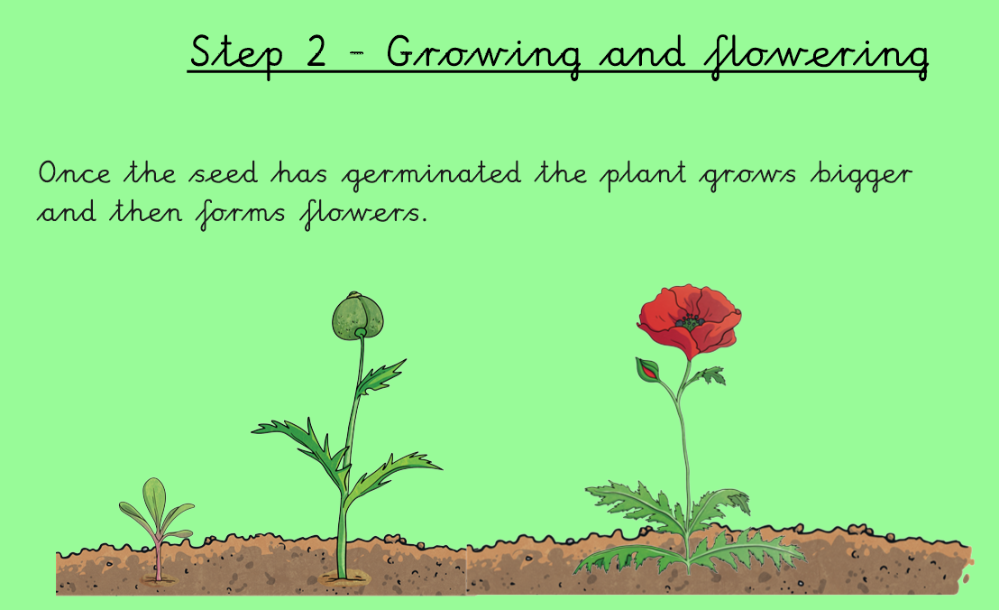 Step 2 - Growing and flowering
Once the seed has germinated the plant grows bigger
and then forms flowers.